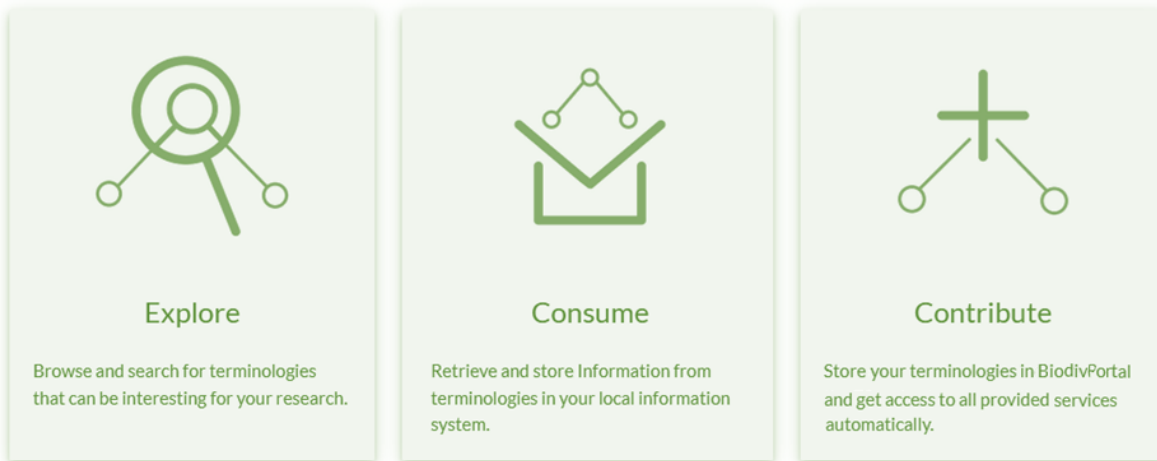 Explore
Browse and search for terminologies
that can be interesting for your research.
Consume
Retrieve and store Information from
terminologies in your local information
system.
Contribute
Store your terminologies in BiodivPortal
and get access to all provided services
automatically.